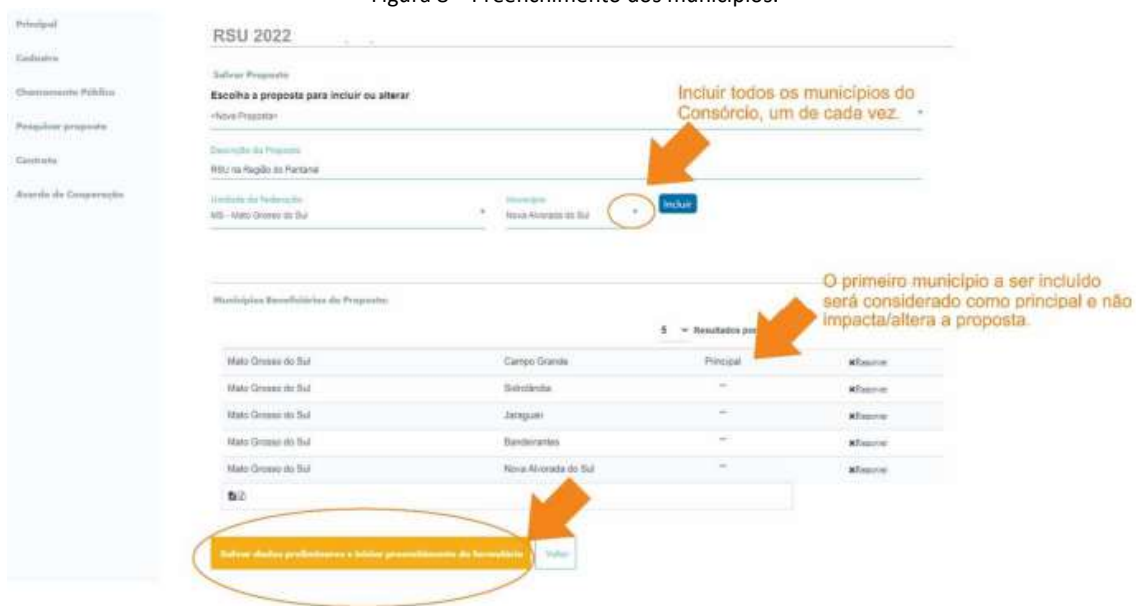 Figura 8 - Preenchimento dos municípios.
Principal
Cadastro
Chamamento Público
Pesquisar proposta
Contrato
Acordo de Cooperação
RSU 2022
Salvar Proposta
Escolha a proposta para incluir ou alterar
<Nova Proposta>
Incluir todos os municípios do
Consórcio, um de cada vez.
Descrição da Proposta
RSU na Região do Pantanal
Unidade da Federação
MS - Mato Grosso do Sul
Município
Nova Alvorada do Sul
Incluir
O primeiro município a ser incluído
será considerado como principal e não
impacta/altera a proposta.
Municípios Beneficiários da Proposta:
5 Resultados por
Mato Grosso do Sul Campo Grande Principal Remover
Mato Grosso do Sul Sidrolândia -- Remover
Mato Grosso do Sul Jaraguari -- Remover
Mato Grosso do Sul Bandeirantes -- Remover
Mato Grosso do Sul Nova Alvorada do Sul -- Remover
Salvar dados preliminares e iniciar preenchimento do formulário
Voltar